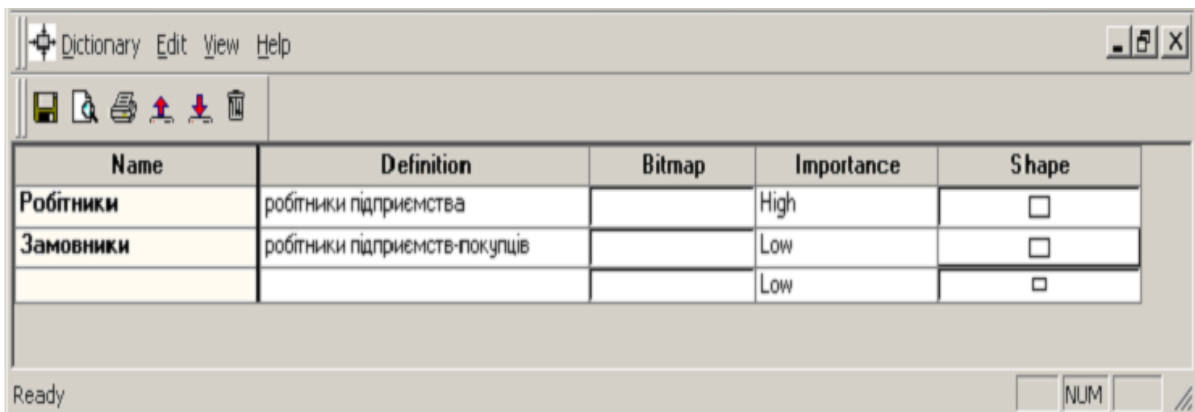 Dictionary Edit View Help
Name Definition Bitmap Importance Shape
Робітники робітники підприємства High
Замовники робітники підприємств-покупців Low
Low
Ready NUM